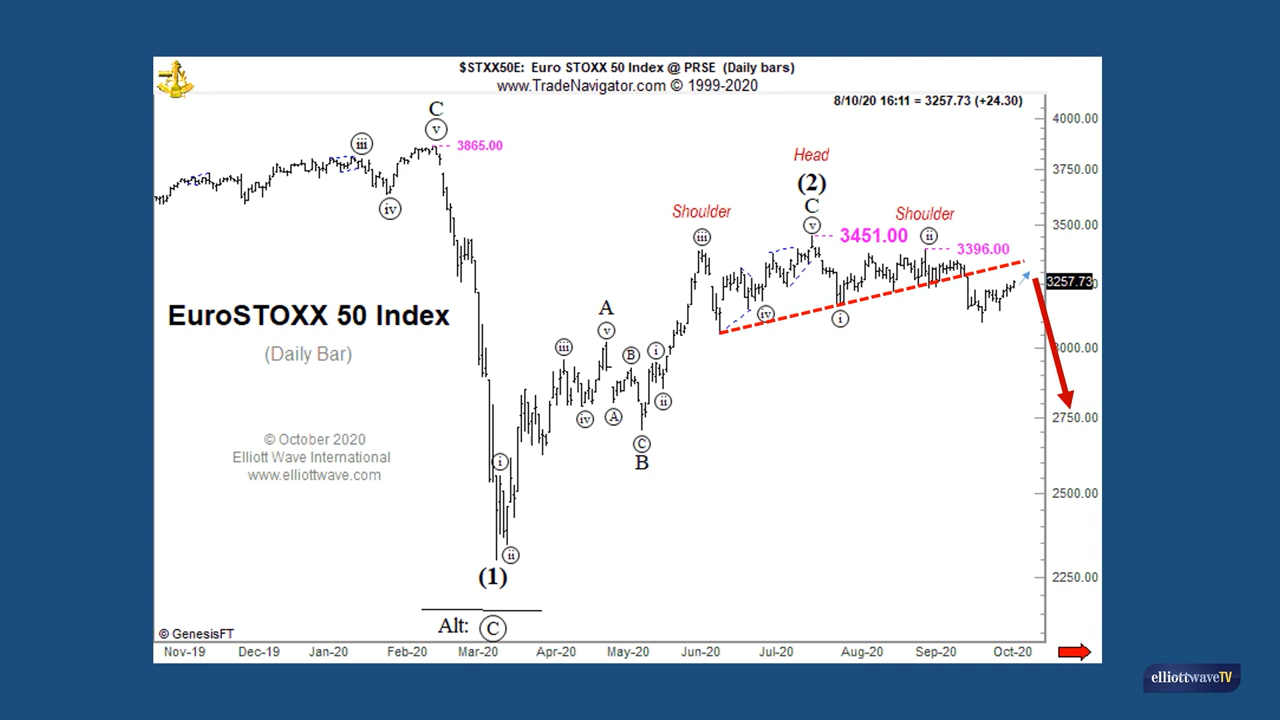 $STXX50E: Euro STOXX 50 Index @ PRSE (Daily bars)
www.TradeNavigator.com © 1999-2020
8/10/20 16:11 = 3257.73 (+24.30)
4000.00
C
v
iii
3865.00
3750.00
Head
(2)
iv
C
Shoulder
Shoulder
v
3500.00
iii
3451.00
ii
3396.00
3257.73
EuroSTOXX 50 Index
(Daily Bar)
A
v
iv
i
iii
B
i
3000.00
iv
A
ii
2750.00
C
B
© October 2020
Elliott Wave International
www.elliottwave.com
i
2500.00
ii
(1)
2250.00
Alt: C
© GenesisFT
Nov-19 Dec-19 Jan-20 Feb-20 Mar-20 Apr-20 May-20 Jun-20 Jul-20 Aug-20 Sep-20 Oct-20
elliottwaveTV